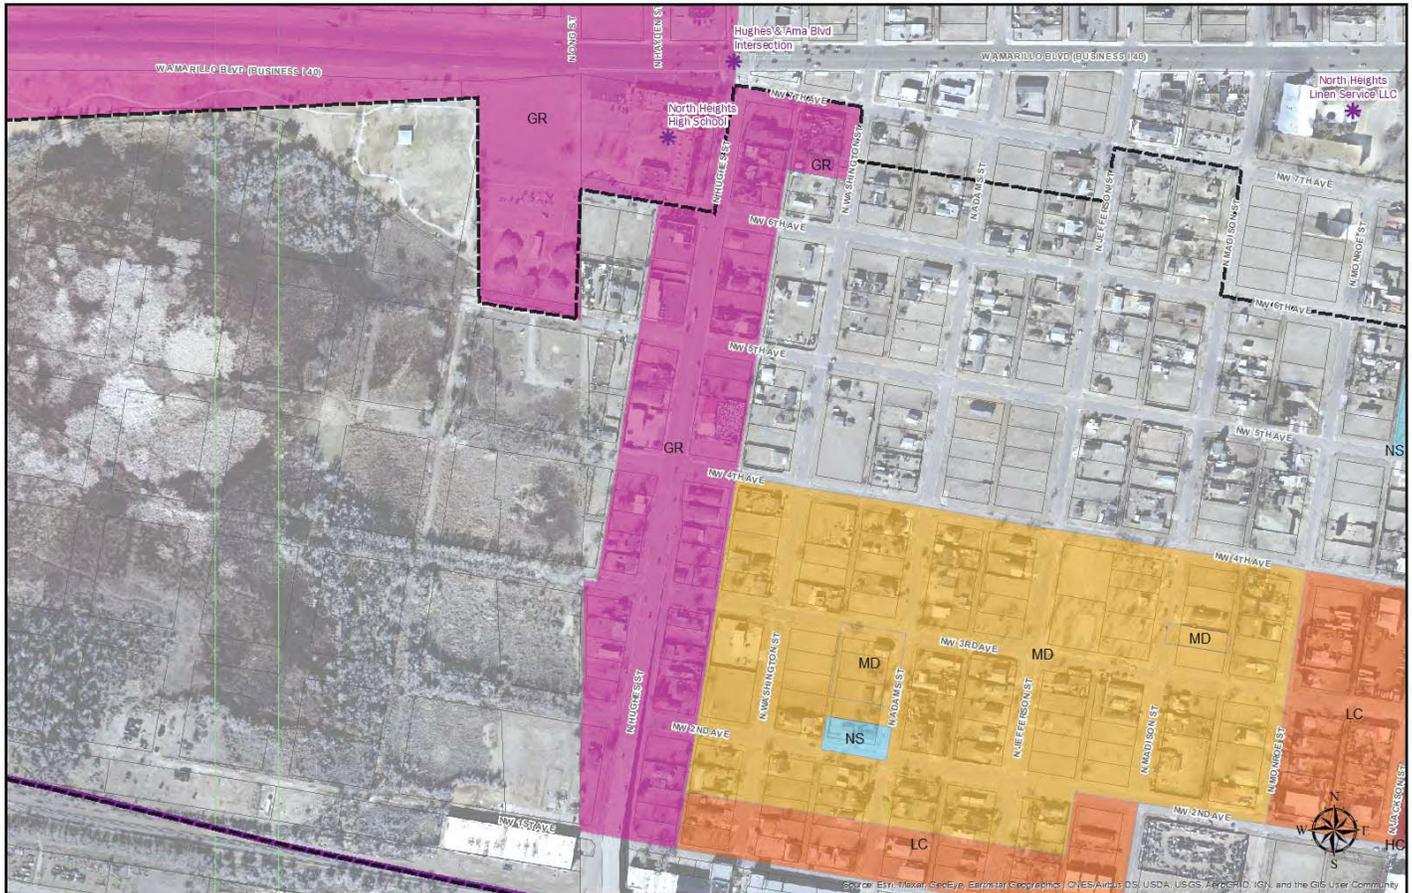 N ONG ST
N HAYDEN ST
Hughes & Ama Blvd
Intersection
W AMARILLO BLVD (BUSINESS I 40)
W AMARILLO BLVD (BUSINESS I 40)
North Heights
Linen Service LLC
NW 7TH AVE
North Heights
High School
GR
N HUGHES ST
GR
N WASHINGTON ST
N ADAMS ST
N JEFFERSON ST
N MADISON ST
NW 7TH AVE
N MONROE ST
NW 6TH AVE
NW 6TH AVE
NW 5TH AVE
NW 5TH AVE
NS
GR
NW 4TH AVE
NW 4TH AVE
NW 3RD AVE
MD
MD
MD
N WASHINGTON ST
N ADAMS ST
N JEFFERSON ST
N MADISON ST
N MONROE ST
N JACKSON ST
N HUGHES ST
LC
NW 2ND AVE
NS
NW 2ND AVE
NW 1ST AVE
LC
N
W
E
S
HC
Source: Esri, Maxar, GeoEye, Earthstar Geographics, CNES/Airbus DS, USDA, USGS, AeroGRID, IGN, and the GIS User Community